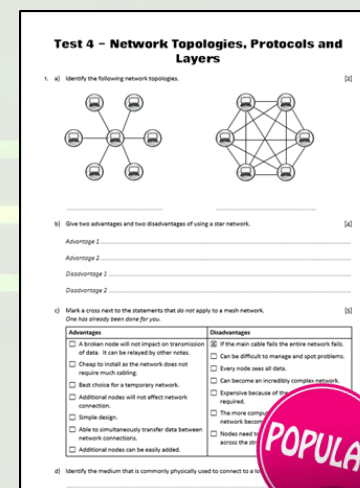 Test 4 – Network Topologies, Protocols and
Layers
1. a) Identify the following network topologies. [2]
b) Give two advantages and two disadvantages of using a star network. [4]
Advantage 1
Advantage 2
Disadvantage 1
Disadvantage 2
c) Mark a cross next to the statements that do not apply to a mesh network. [5]
One has already been done for you.
Advantages
A broken node will not impact on transmission
of data. It can be relayed by other notes.
Cheap to install as the network does not
require much cabling.
Best choice for a temporary network.
Additional nodes will not affect network
connection.
Simple design.
Able to simultaneously transfer data between
network connections.
Additional nodes can be easily added.
Disadvantages
☒ If the main cable fails the entire network fails.
Can be difficult to manage and spot problems.
Every node sees all data.
Can become an incredibly complex network.
Expensive because of the
required.
The more
network
Nodes need
across the
POPULA
d) Identify the medium that is commonly physically used to connect to a